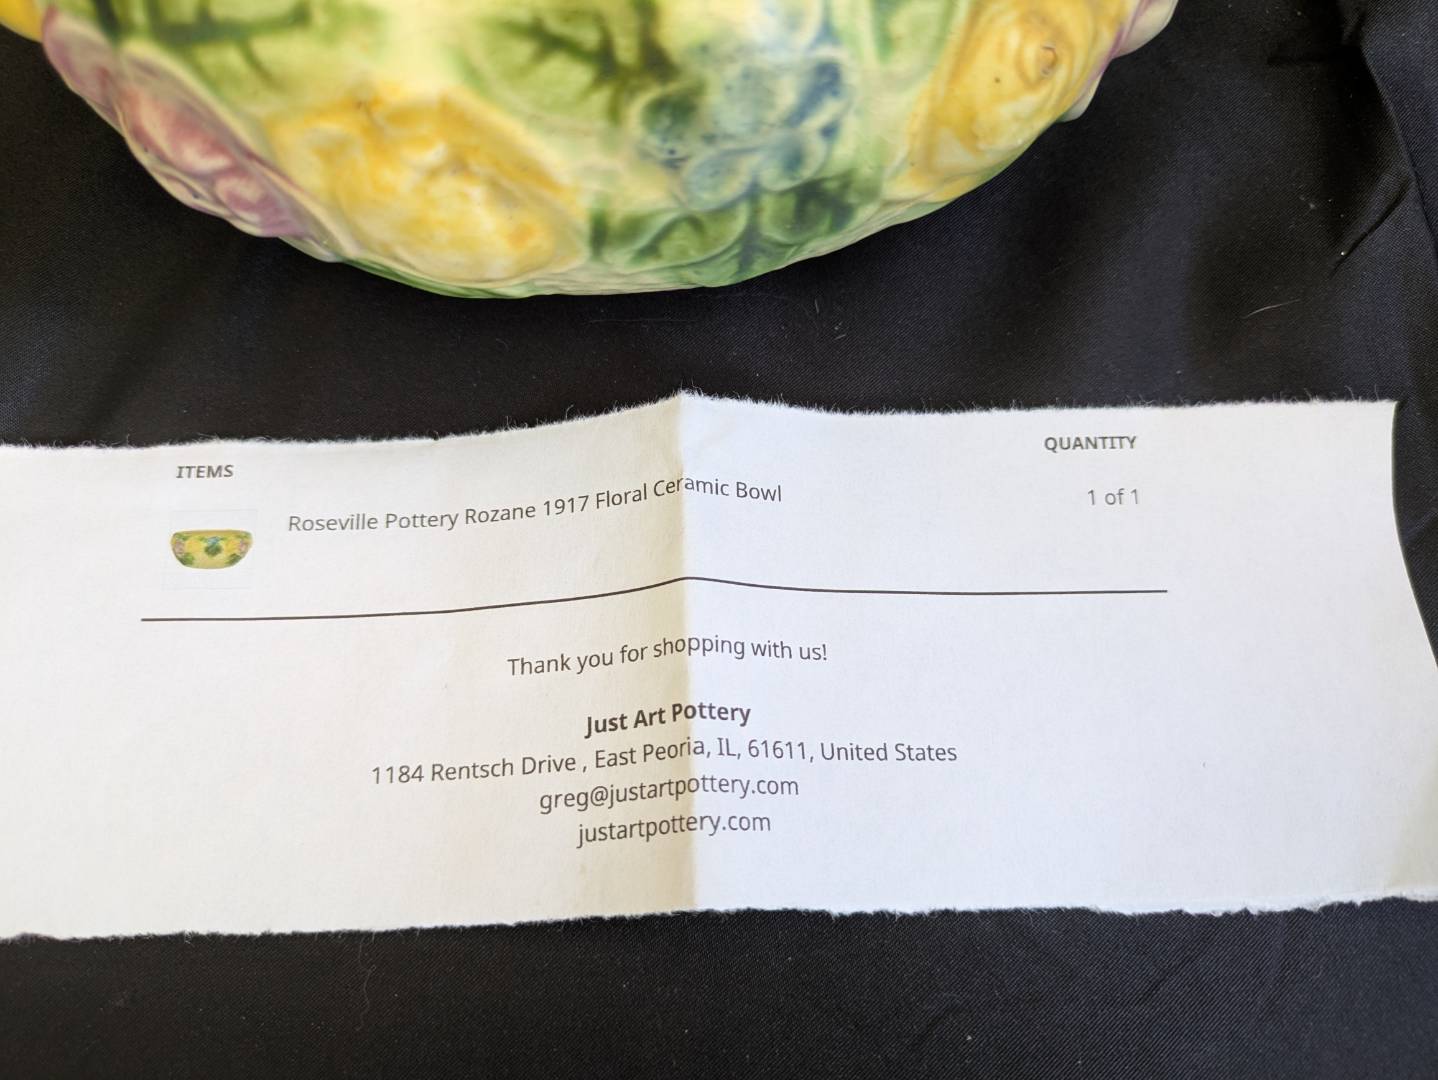 ITEMS
QUANTITY
Roseville Pottery Rozane 1917 Floral Ceramic Bowl
1 of 1
Thank you for shopping with us!
Just Art Pottery
1184 Rentsch Drive , East Peoria, IL, 61611, United States
greg@justartpottery.com
justartpottery.com